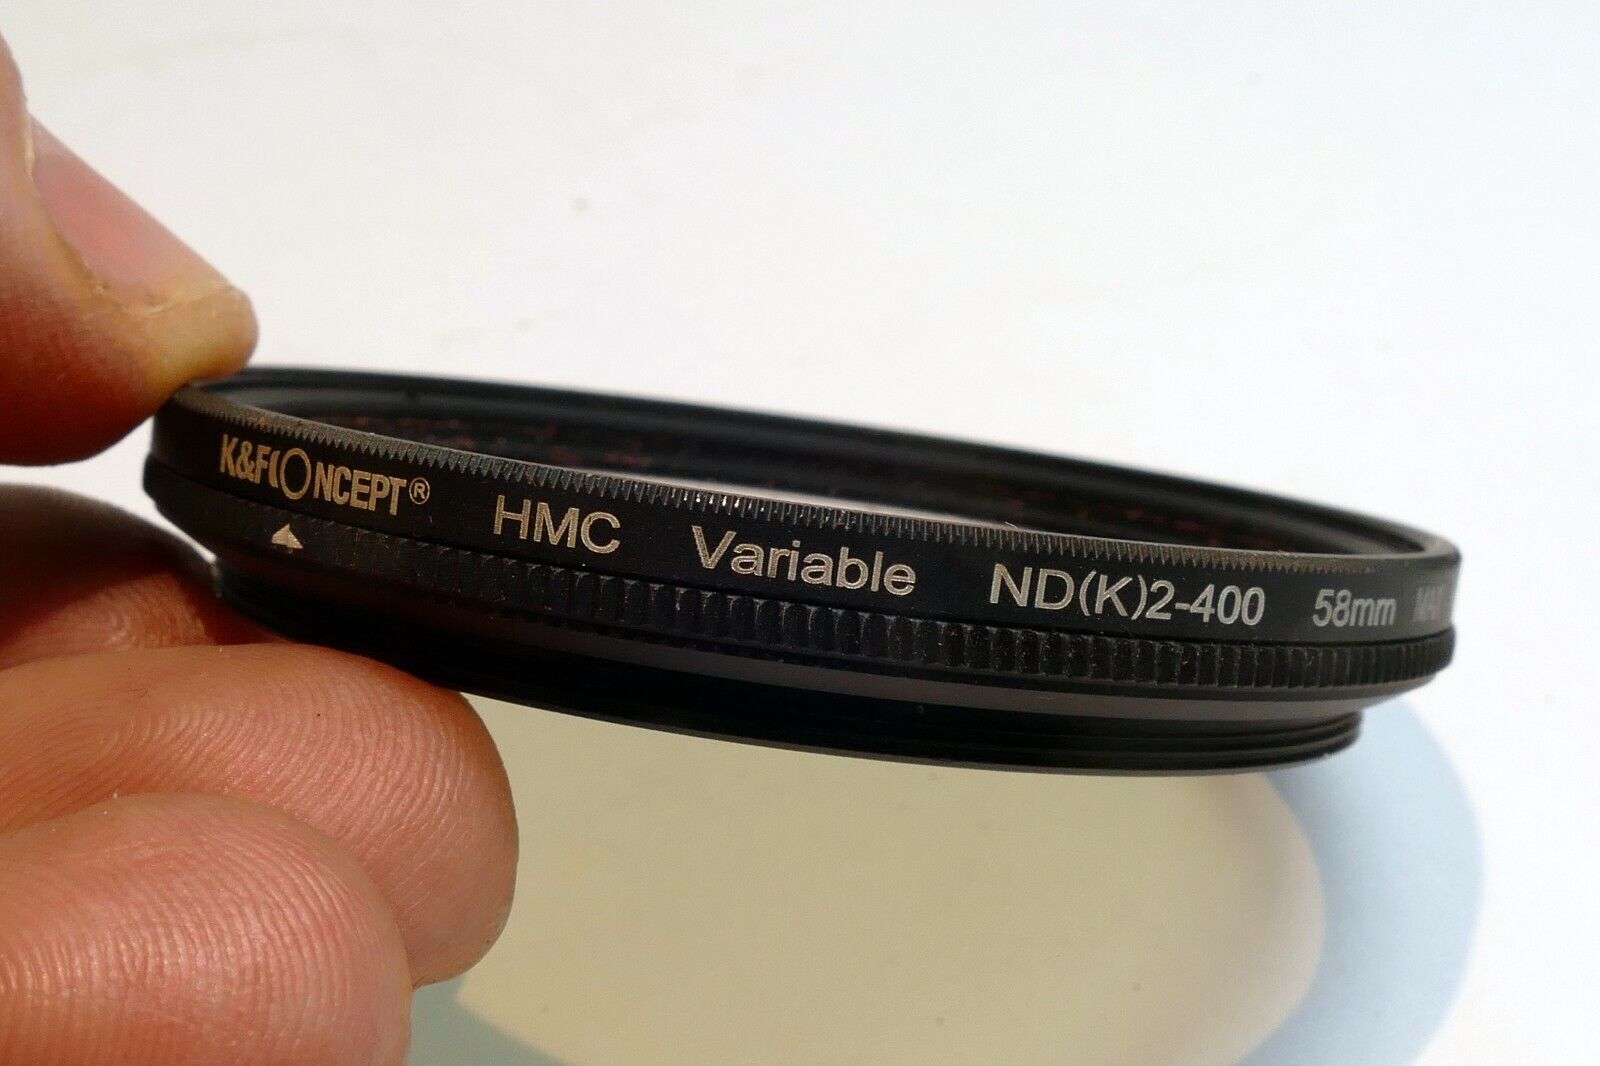 K&F CONCEPT® HMC Variable ND(K)2-400 58mm